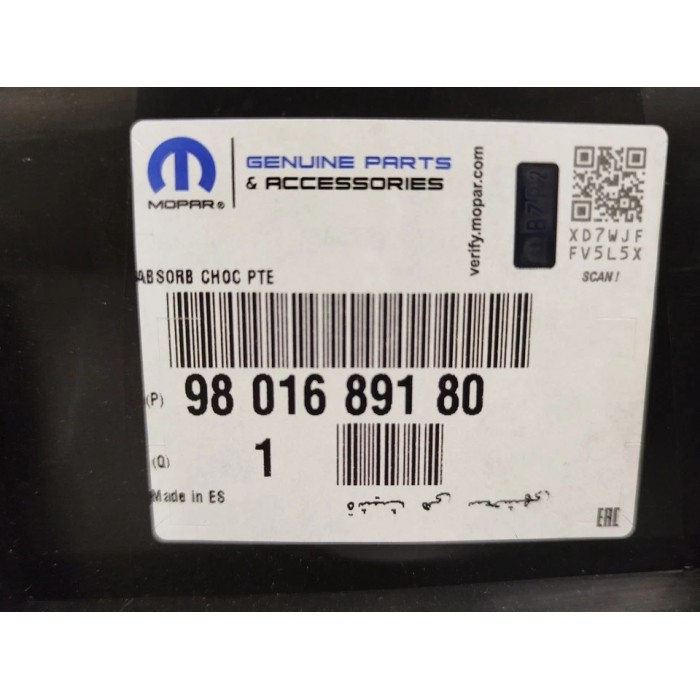 MOPAR®
GENUINE PARTS
& ACCESSORIES
verify.mopar.com
XD7WJF
FV5L5X
SCAN!
ABSORB CHOC PTE
(P) 98 016 891 80
(Q) 1
Made in ES
EAC